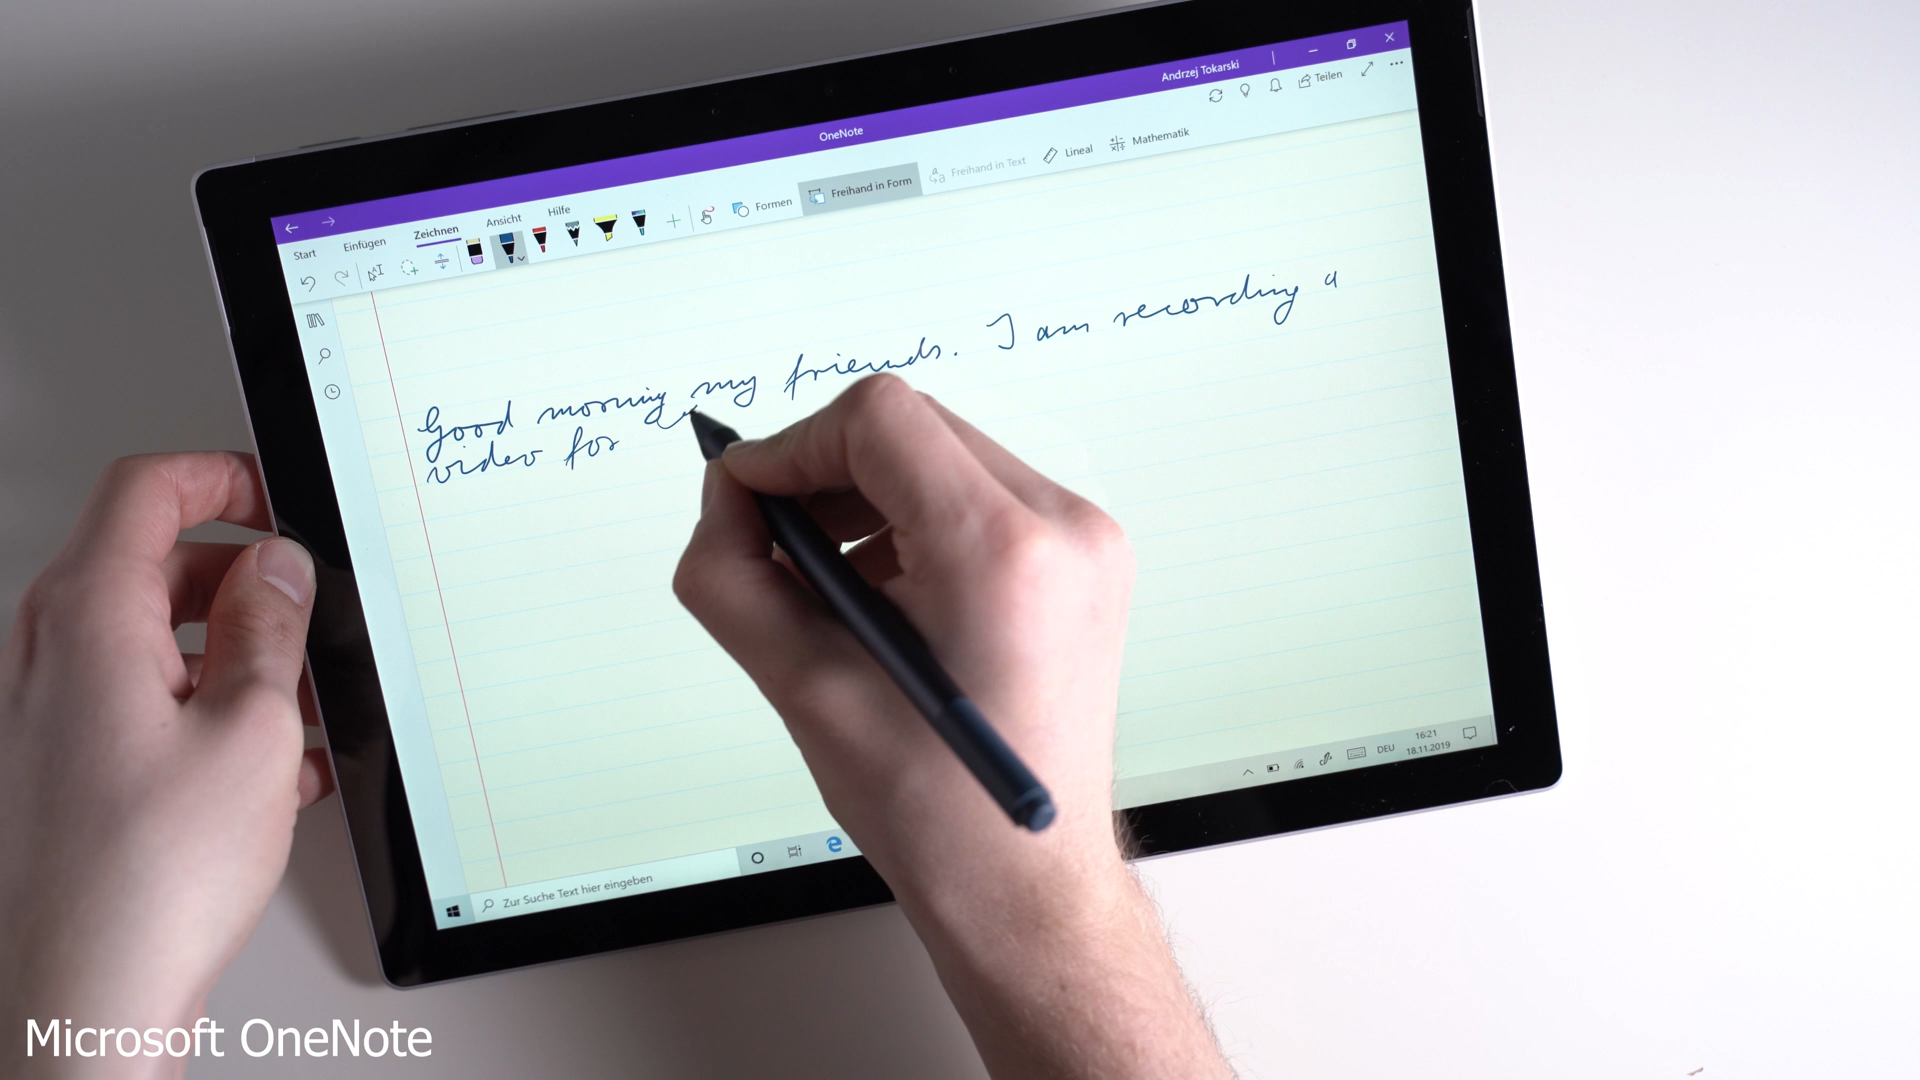 Andrzej Tokarski
OneNote
Teilen
Start
Einfügen
Zeichnen
Ansicht
Hilfe
Formen
Freihand in Form
Freihand in Text
Lineal
Mathematik
Good morning my friends. I am recording a
video for
Zur Suche Text hier eingeben
DEU
16:21
18.11.2019
Microsoft OneNote